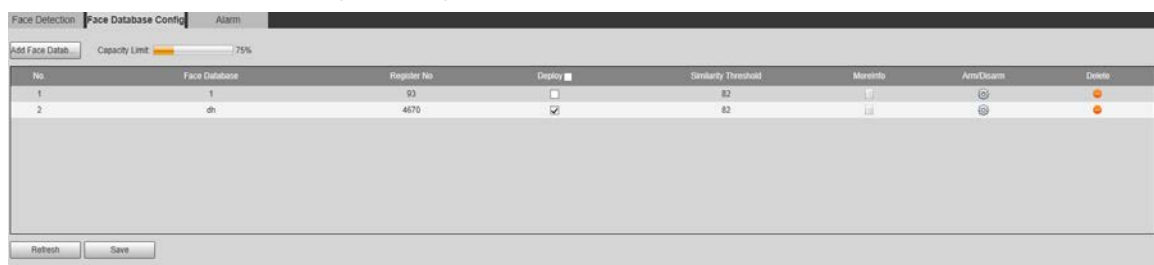 Face Detection Face Database Config Alarm
Add Face Datab... Capacity Limit: 75%
No. Face Database Register No Deploy Similarity Threshold MoreInfo Arm/Disarm Delete
1 1 93 82
2 dh 4670 82
Refresh Save